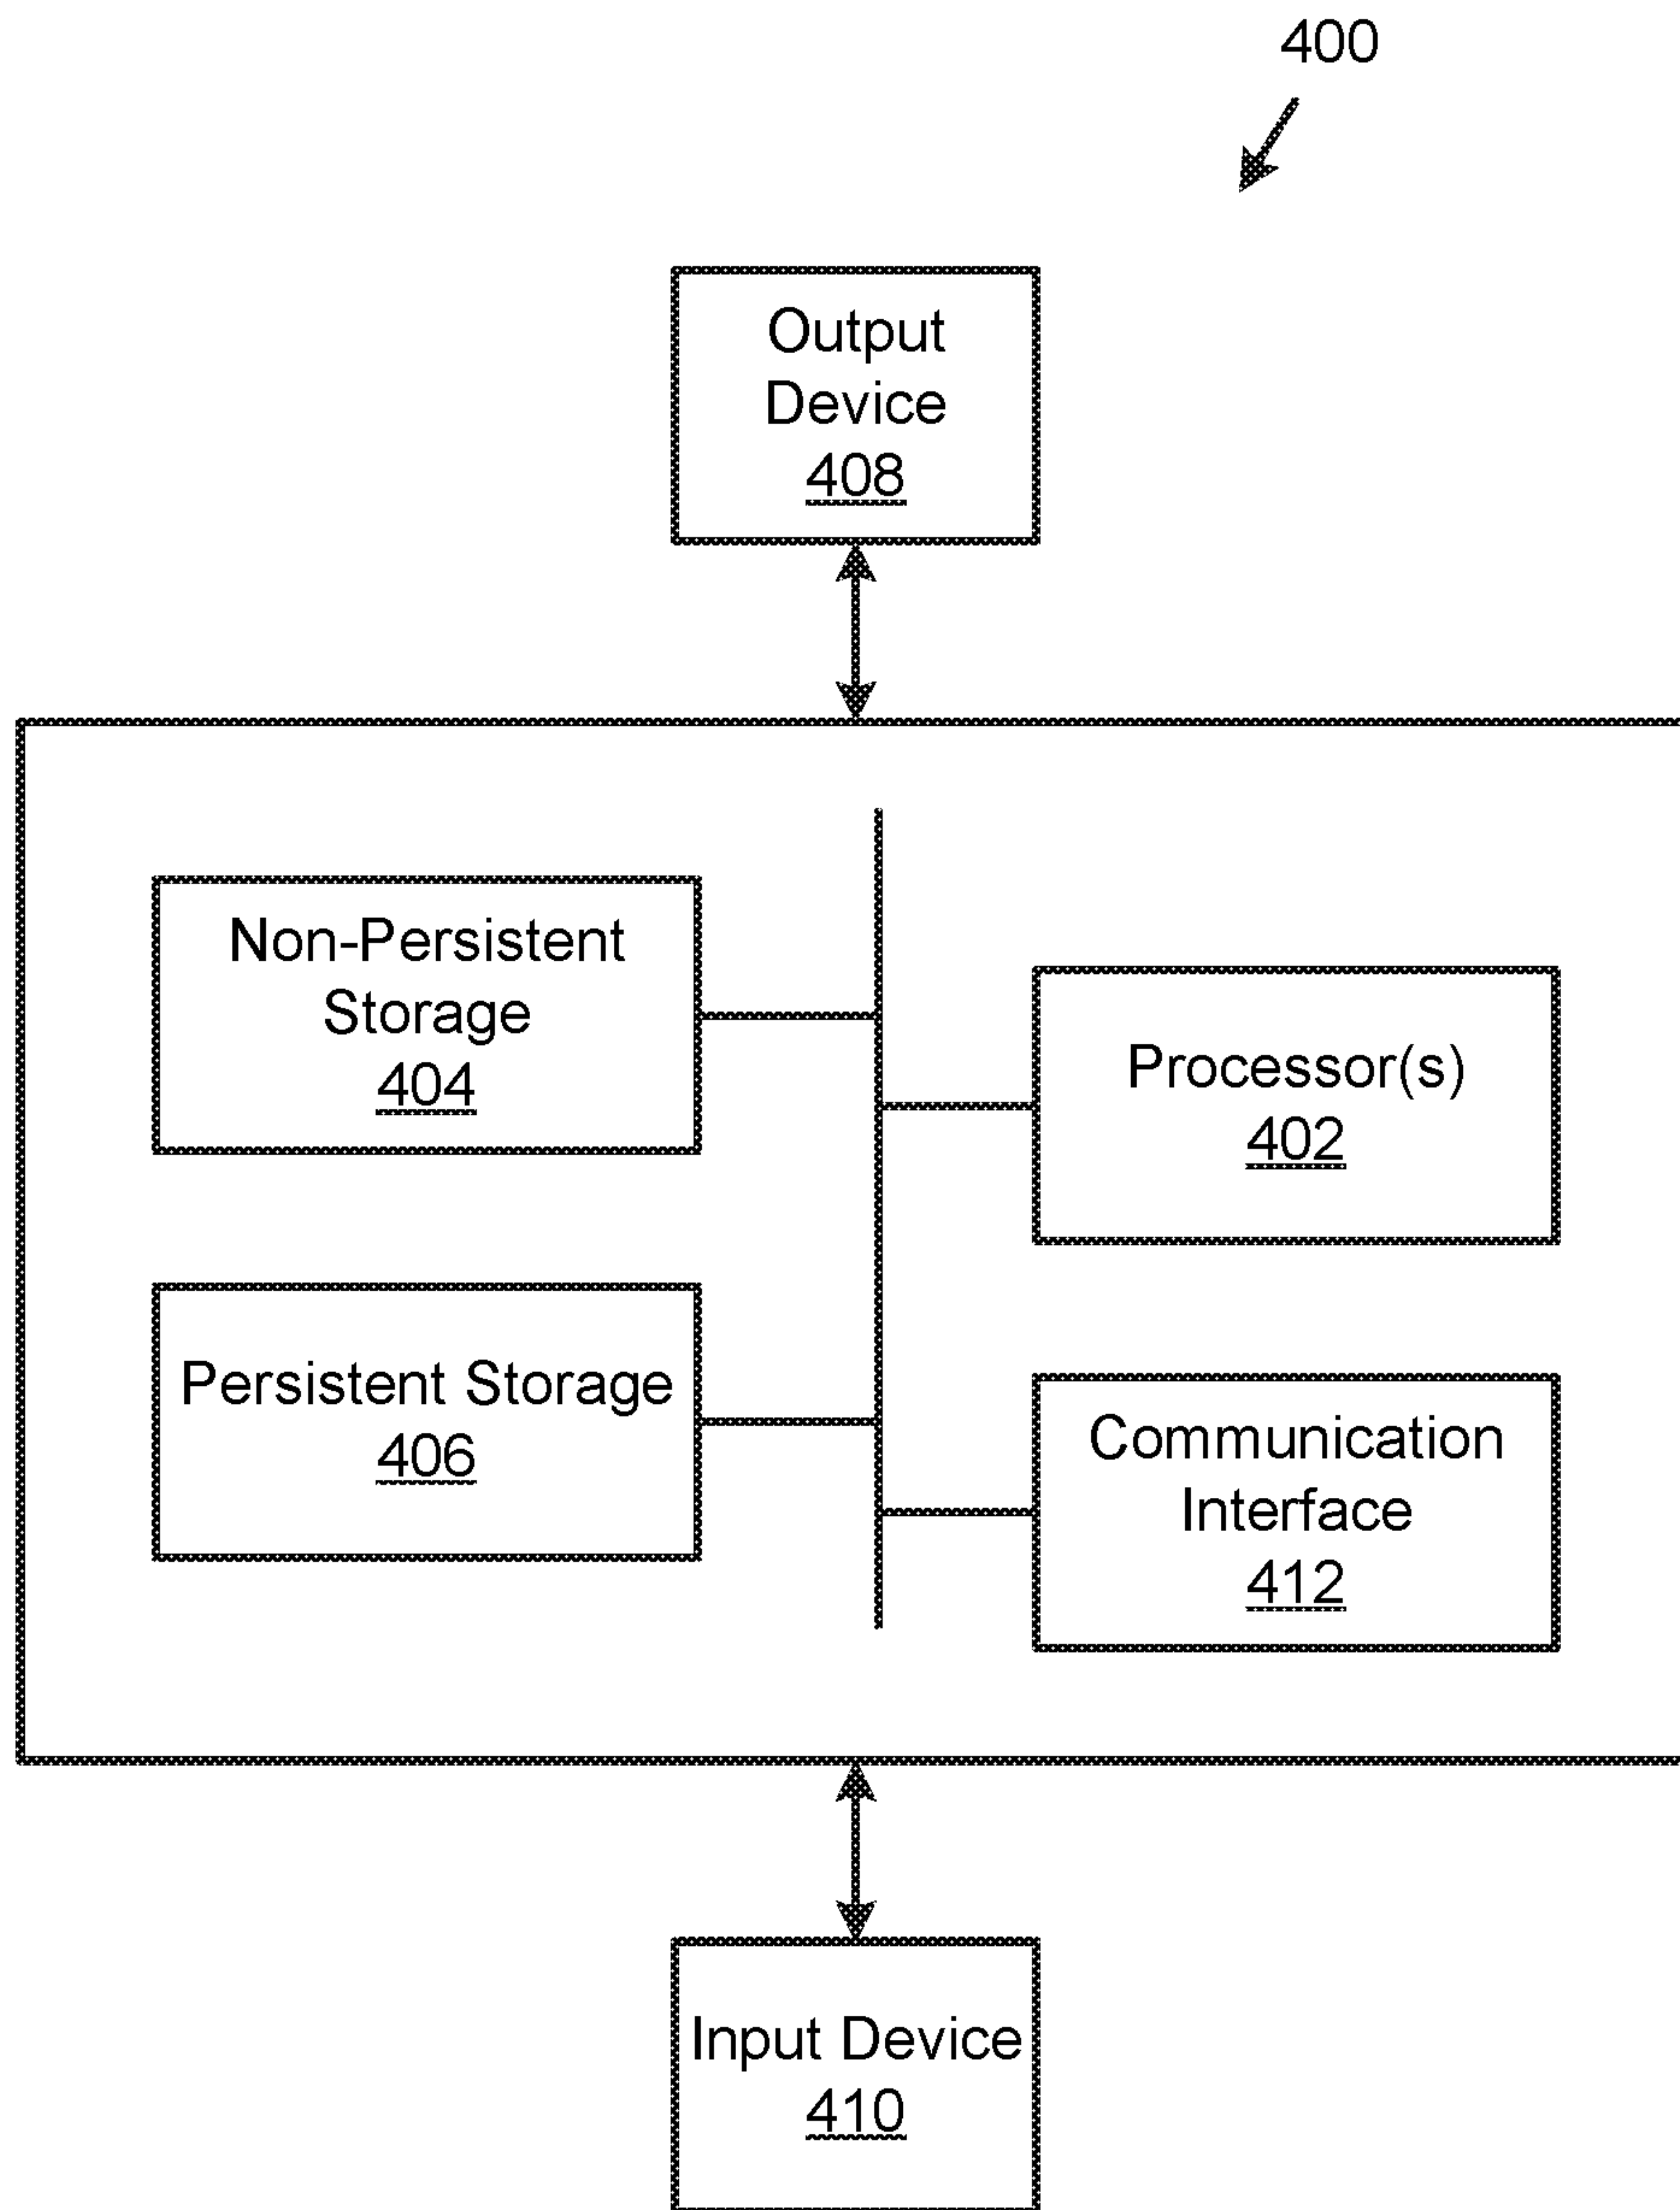 400
Output
Device
408
Non-Persistent
Storage
404
Processor(s)
402
Persistent Storage
406
Communication
Interface
412
Input Device
410